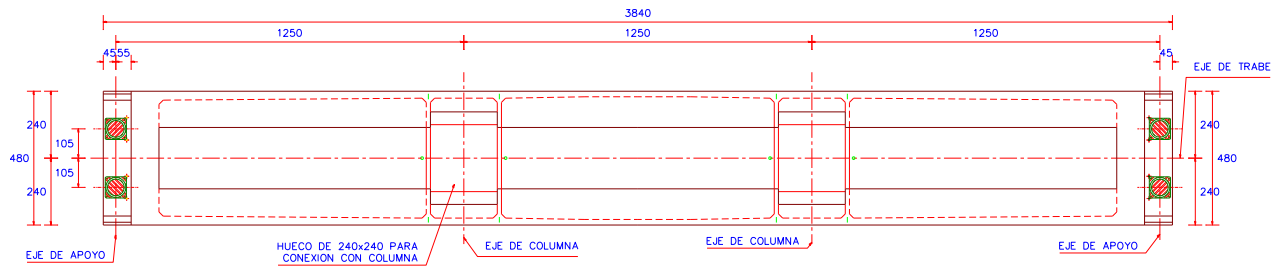 3840
1250 1250 1250
4555 45
EJE DE TRABE
240 240
105
480 480
105
240 240
EJE DE APOYO
HUECO DE 240x240 PARA
CONEXION CON COLUMNA
EJE DE COLUMNA
EJE DE COLUMNA
EJE DE APOYO